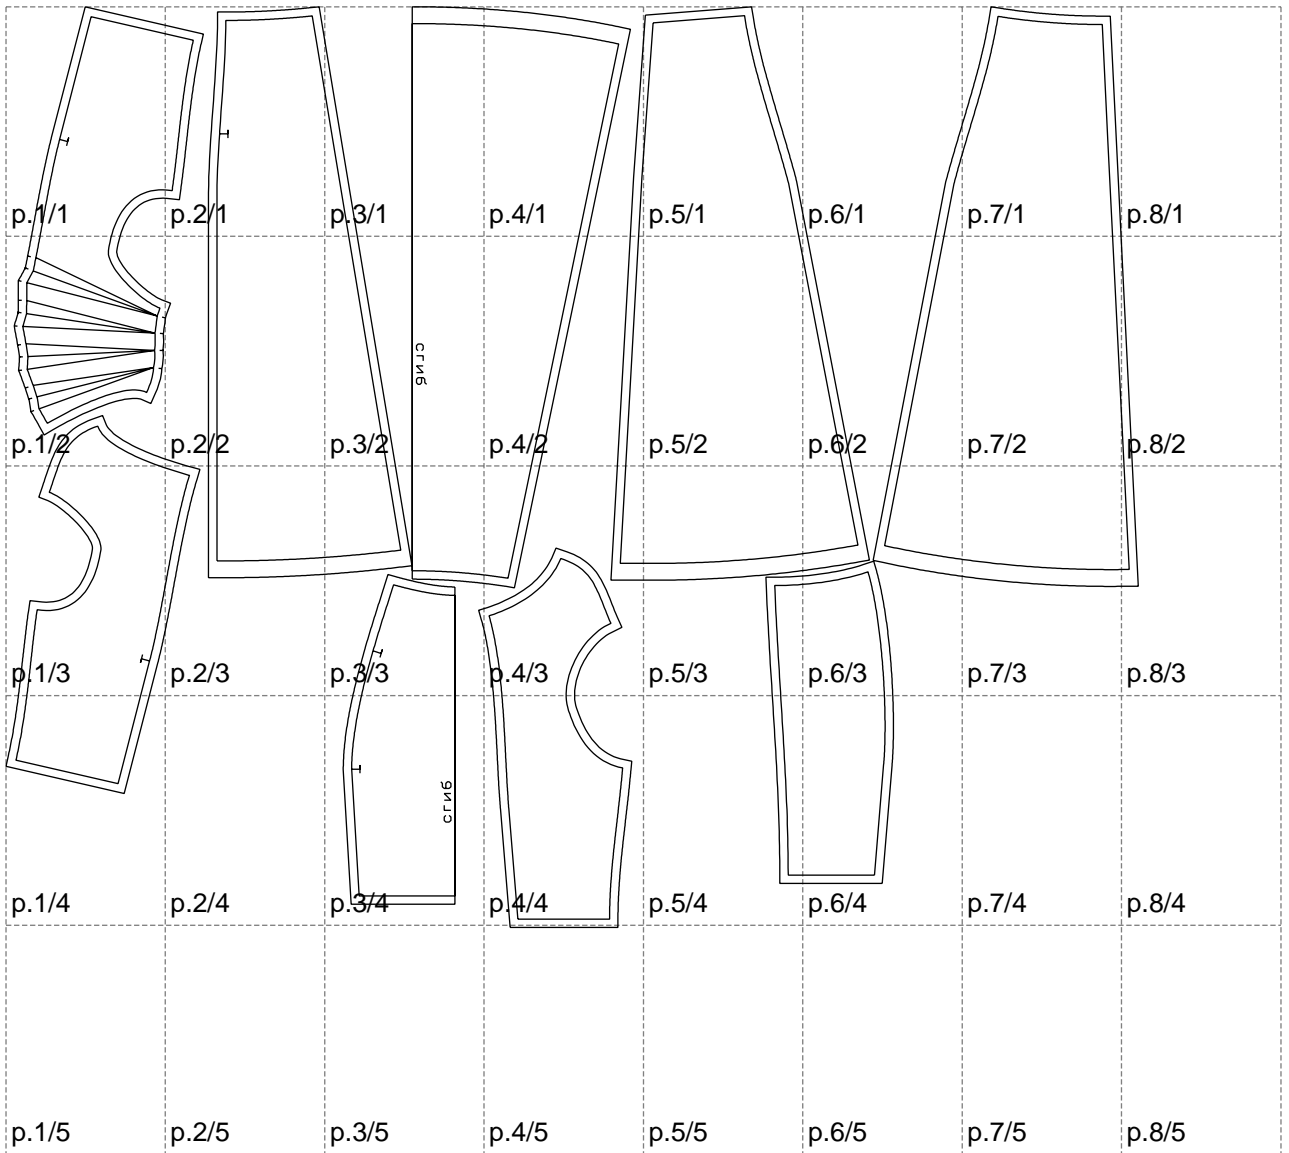 p.1/1 p.2/1 p.3/1 p.4/1 p.5/1 p.6/1 p.7/1 p.8/1
сгиб
p.1/2 p.2/2 p.3/2 p.4/2 p.5/2 p.6/2 p.7/2 p.8/2
p.1/3 p.2/3 p.3/3 p.4/3 p.5/3 p.6/3 p.7/3 p.8/3
сгиб
p.1/4 p.2/4 p.3/4 p.4/4 p.5/4 p.6/4 p.7/4 p.8/4
p.1/5 p.2/5 p.3/5 p.4/5 p.5/5 p.6/5 p.7/5 p.8/5